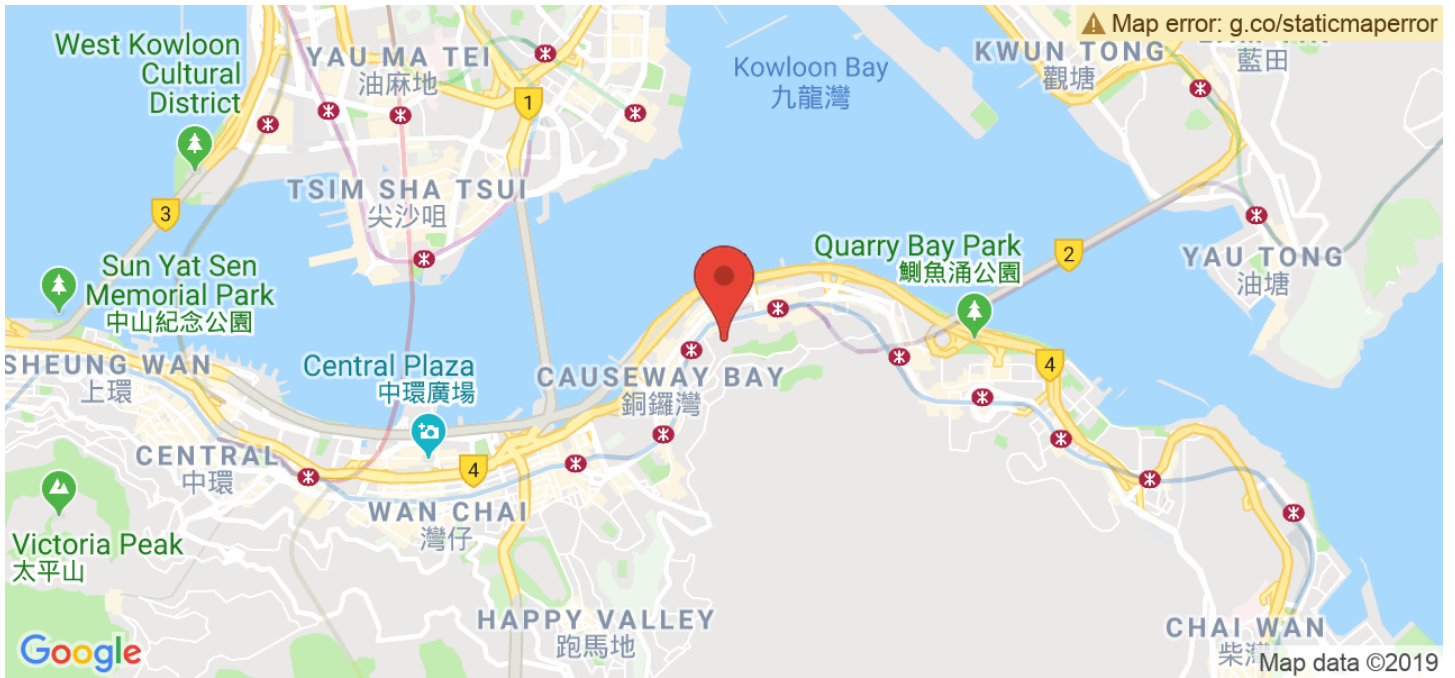 Map error: g.co/staticmaperror
West Kowloon
Cultural
District
YAU MA TEI
油麻地
Kowloon Bay
九龍灣
KWUN TONG
觀塘
藍田
1
TSIM SHA TSUI
尖沙咀
3
Sun Yat Sen
Memorial Park
中山紀念公園
Quarry Bay Park
鰂魚涌公園
2
YAU TONG
油塘
SHEUNG WAN
上環
Central Plaza
中環廣場
CAUSEWAY BAY
銅鑼灣
4
CENTRAL
中環
4
WAN CHAI
灣仔
Victoria Peak
太平山
HAPPY VALLEY
跑馬地
CHAI WAN
柴灣
Google
Map data ©2019